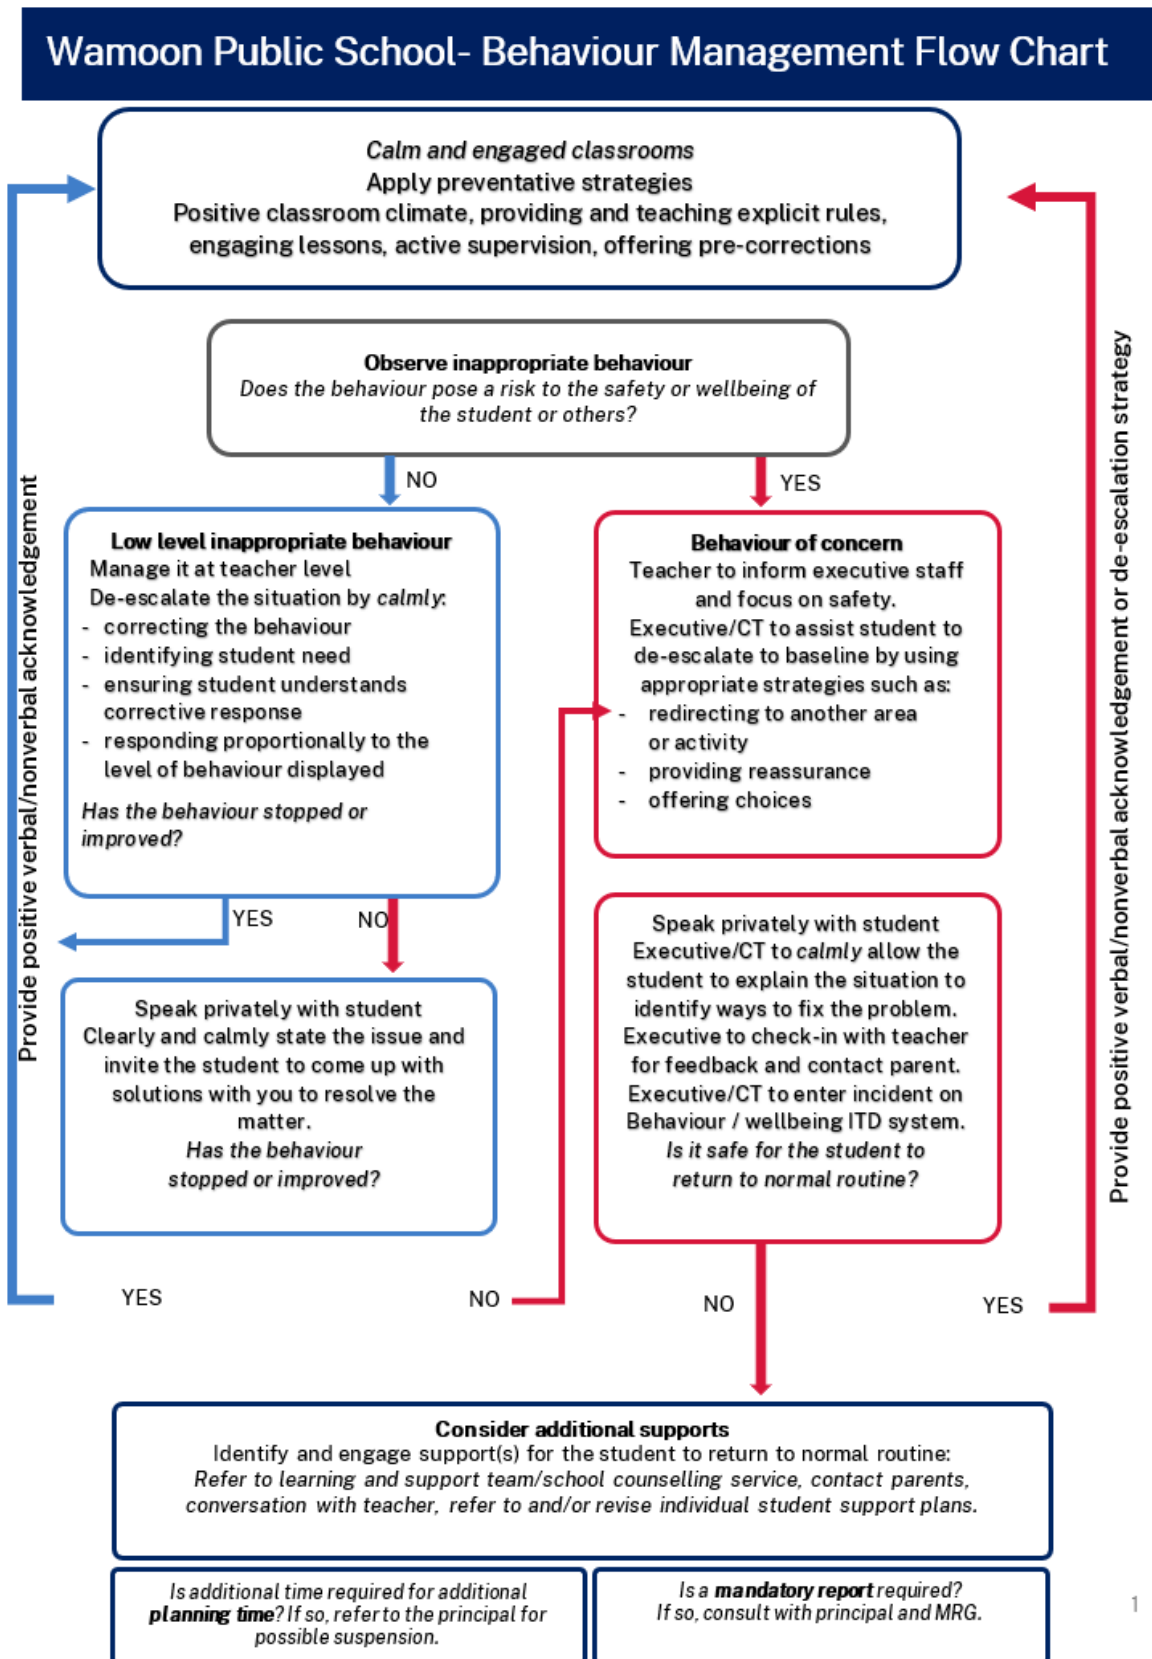 Wamoon Public School- Behaviour Management Flow Chart
Calm and engaged classrooms
Apply preventative strategies
Positive classroom climate, providing and teaching explicit rules,
engaging lessons, active supervision, offering pre-corrections
Observe inappropriate behaviour
Does the behaviour pose a risk to the safety or wellbeing of
the student or others?
NO
YES
Low level inappropriate behaviour
Manage it at teacher level
De-escalate the situation by calmly:
- correcting the behaviour
- identifying student need
- ensuring student understands
corrective response
- responding proportionally to the
level of behaviour displayed
Has the behaviour stopped or
improved?
YES
NO
Speak privately with student
Clearly and calmly state the issue and
invite the student to come up with
solutions with you to resolve the
matter.
Has the behaviour
stopped or improved?
YES
NO
Provide positive verbal/nonverbal acknowledgement
Behaviour of concern
Teacher to inform executive staff
and focus on safety.
Executive/CT to assist student to
de-escalate to baseline by using
appropriate strategies such as:
- redirecting to another area
or activity
- providing reassurance
- offering choices
Speak privately with student
Executive/CT to calmly allow the
student to explain the situation to
identify ways to fix the problem.
Executive to check-in with teacher
for feedback and contact parent.
Executive/CT to enter incident on
Behaviour / wellbeing ITD system.
Is it safe for the student to
return to normal routine?
NO
YES
Provide positive verbal/nonverbal acknowledgement or de-escalation strategy
Consider additional supports
Identify and engage support(s) for the student to return to normal routine:
Refer to learning and support team/school counselling service, contact parents,
conversation with teacher, refer to and/or revise individual student support plans.
Is additional time required for additional
planning time? If so, refer to the principal for
possible suspension.
Is a mandatory report required?
If so, consult with principal and MRG.
1